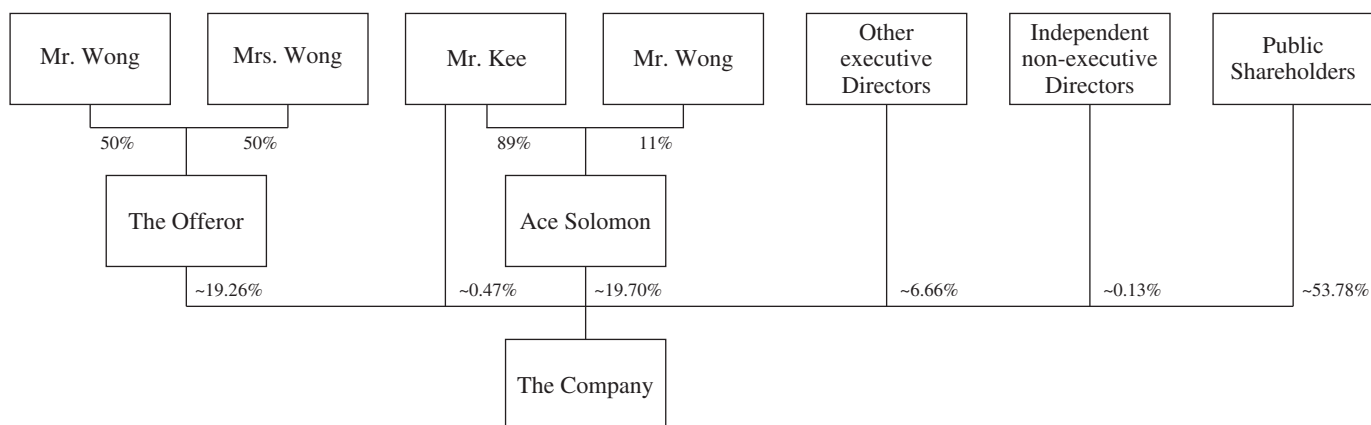 Mr. Wong
Mrs. Wong
Mr. Kee
Mr. Wong
Other
executive
Directors
Independent
non-executive
Directors
Public
Shareholders
50%
50%
89%
11%
The Offeror
Ace Solomon
~19.26%
~0.47%
~19.70%
~6.66%
~0.13%
~53.78%
The Company